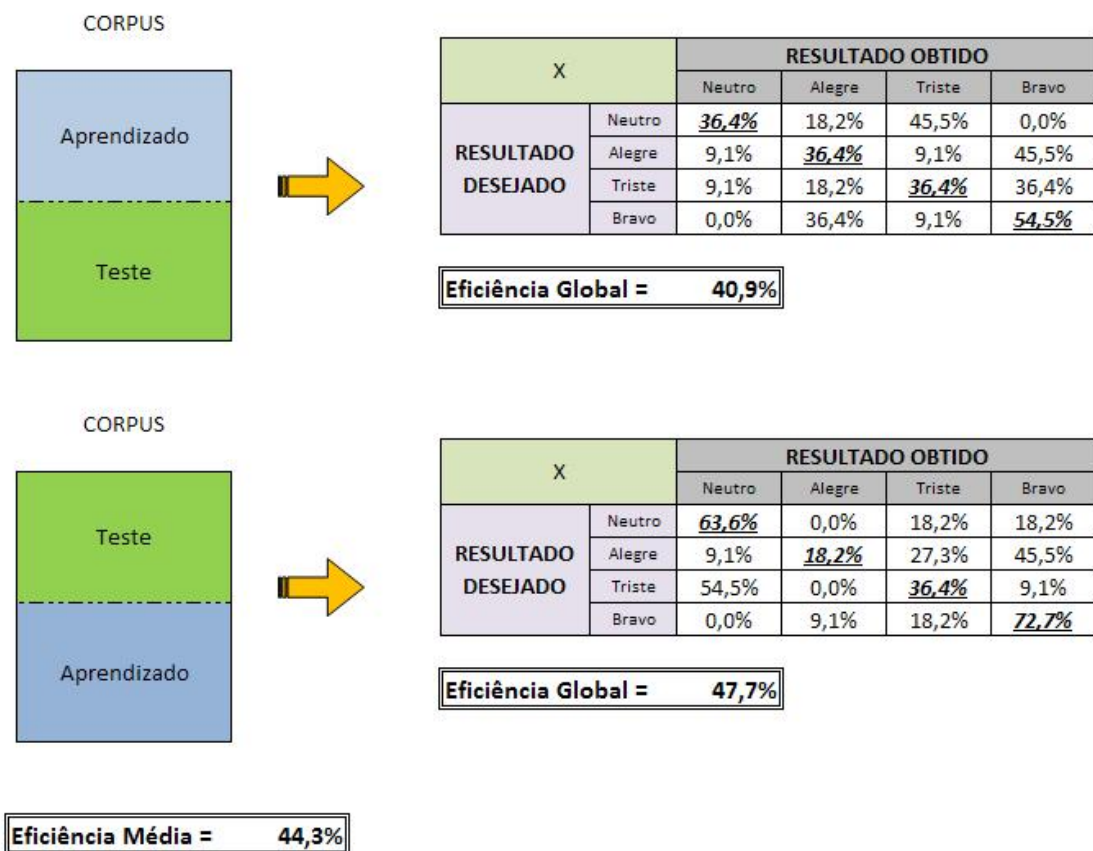 CORPUS
Aprendizado
Teste
X
RESULTADO OBTIDO
Neutro Alegre Triste Bravo
RESULTADO DESEJADO
Neutro 36,4% 18,2% 45,5% 0,0%
Alegre 9,1% 36,4% 9,1% 45,5%
Triste 9,1% 18,2% 36,4% 36,4%
Bravo 0,0% 36,4% 9,1% 54,5%
Eficiência Global = 40,9%
CORPUS
Teste
Aprendizado
X
RESULTADO OBTIDO
Neutro Alegre Triste Bravo
RESULTADO DESEJADO
Neutro 63,6% 0,0% 18,2% 18,2%
Alegre 9,1% 18,2% 27,3% 45,5%
Triste 54,5% 0,0% 36,4% 9,1%
Bravo 0,0% 9,1% 18,2% 72,7%
Eficiência Global = 47,7%
Eficiência Média = 44,3%